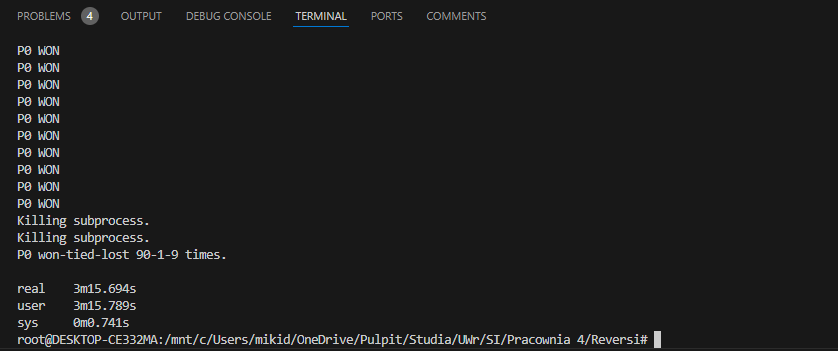 PROBLEMS 4 OUTPUT DEBUG CONSOLE TERMINAL PORTS COMMENTS
P0 WON
P0 WON
P0 WON
P0 WON
P0 WON
P0 WON
P0 WON
P0 WON
P0 WON
P0 WON
Killing subprocess.
Killing subprocess.
P0 won-tied-lost 90-1-9 times.
real 3m15.694s
user 3m15.789s
sys 0m0.741s
root@DESKTOP-CE332MA:/mnt/c/Users/mikid/OneDrive/Pulpit/Studia/UWr/SI/Pracownia 4/Reversi#